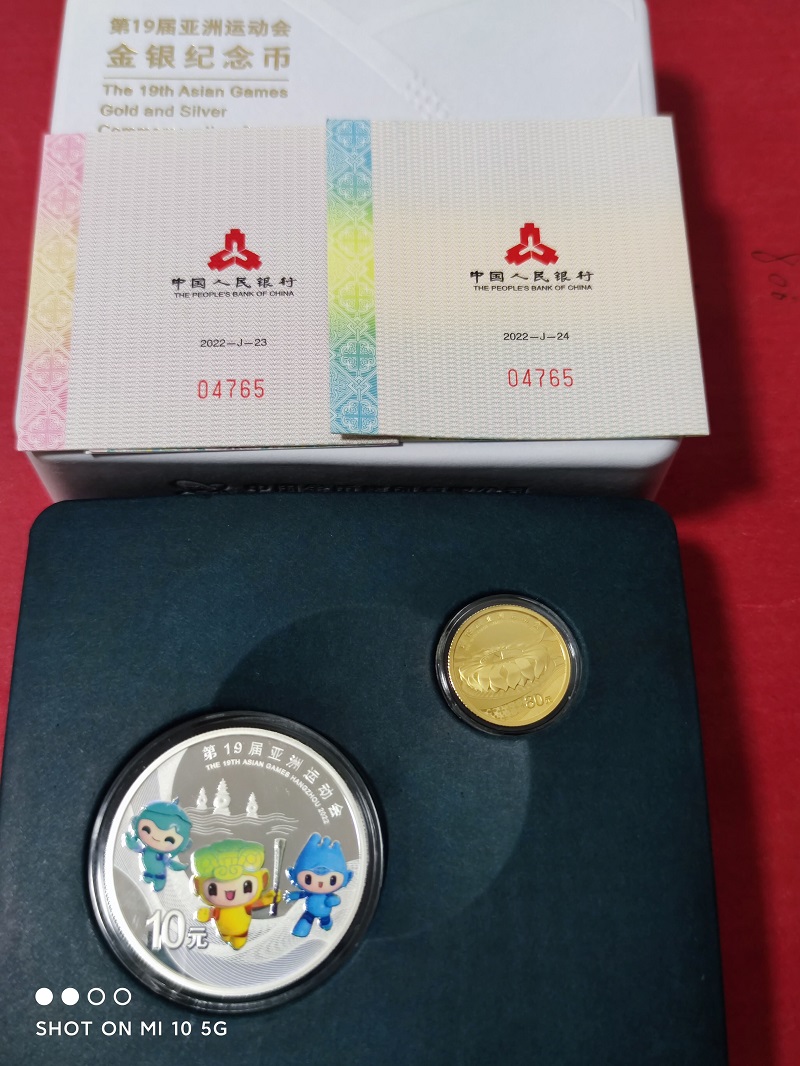 第19届亚洲运动会
金银纪念币
The 19th Asian Games
Gold and Silver
中国人民银行
THE PEOPLE'S BANK OF CHINA
2022—J—23
04765
中国人民银行
THE PEOPLE'S BANK OF CHINA
2022—J—24
04765
80元
第19届亚洲运动会
THE 19TH ASIAN GAMES HANGZHOU 2022
10元
SHOT ON MI 10 5G